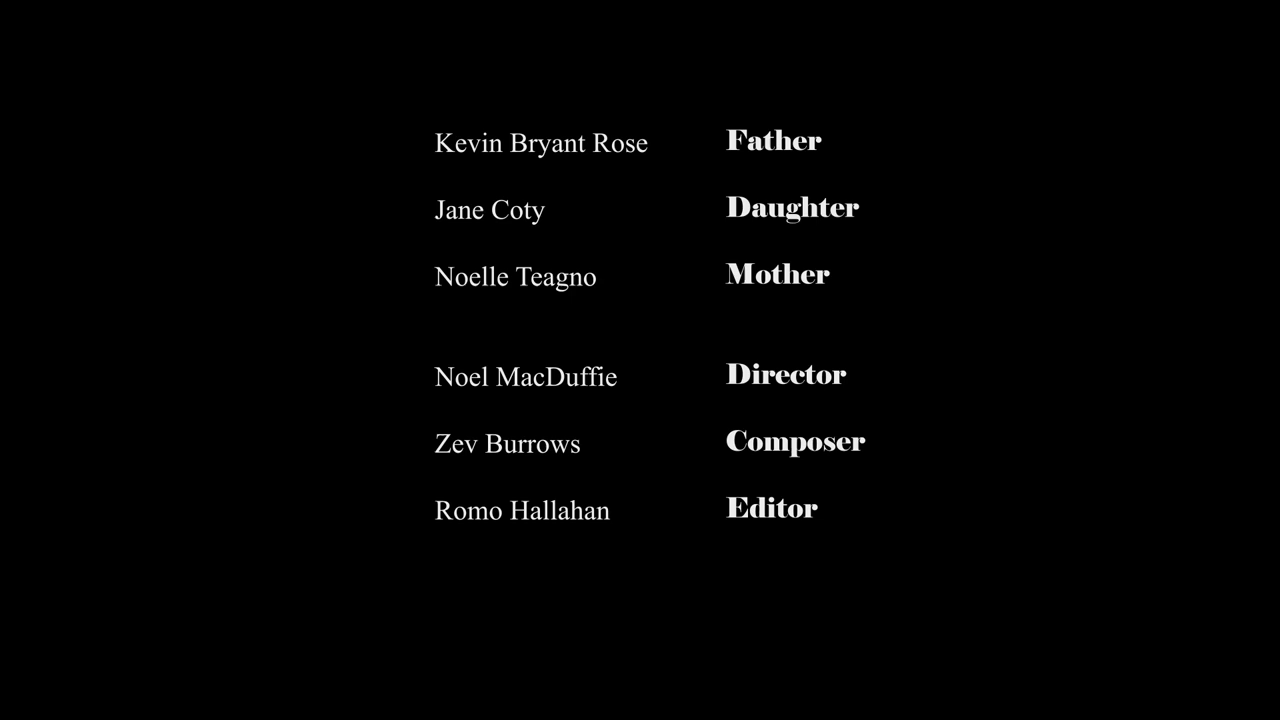 Kevin Bryant Rose Father
Jane Coty Daughter
Noelle Teagno Mother
Noel MacDuffie Director
Zev Burrows Composer
Romo Hallahan Editor